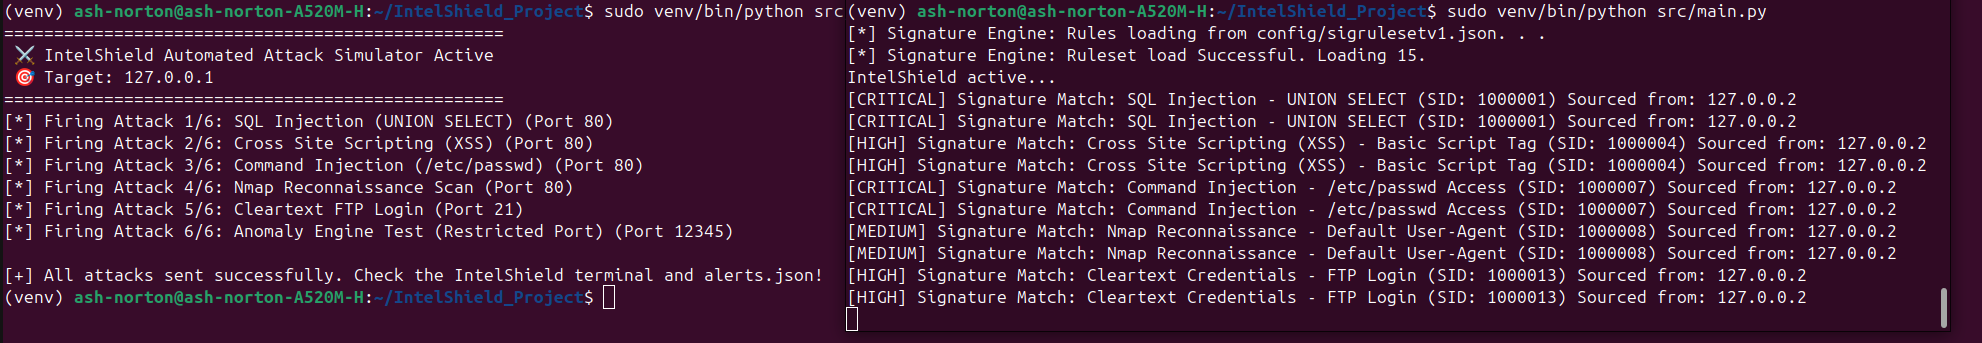 (venv) ash-norton@ash-norton-A520M-H:~/IntelShield_Project$ sudo venv/bin/python src
==================================================
⚔️ IntelShield Automated Attack Simulator Active
🎯 Target: 127.0.0.1
==================================================
[*] Firing Attack 1/6: SQL Injection (UNION SELECT) (Port 80)
[*] Firing Attack 2/6: Cross Site Scripting (XSS) (Port 80)
[*] Firing Attack 3/6: Command Injection (/etc/passwd) (Port 80)
[*] Firing Attack 4/6: Nmap Reconnaissance Scan (Port 80)
[*] Firing Attack 5/6: Cleartext FTP Login (Port 21)
[*] Firing Attack 6/6: Anomaly Engine Test (Restricted Port) (Port 12345)
[+] All attacks sent successfully. Check the IntelShield terminal and alerts.json!
(venv) ash-norton@ash-norton-A520M-H:~/IntelShield_Project$
(venv) ash-norton@ash-norton-A520M-H:~/IntelShield_Project$ sudo venv/bin/python src/main.py
[*] Signature Engine: Rules loading from config/sigrulesetv1.json. . .
[*] Signature Engine: Ruleset load Successful. Loading 15.
IntelShield active...
[CRITICAL] Signature Match: SQL Injection - UNION SELECT (SID: 1000001) Sourced from: 127.0.0.2
[CRITICAL] Signature Match: SQL Injection - UNION SELECT (SID: 1000001) Sourced from: 127.0.0.2
[HIGH] Signature Match: Cross Site Scripting (XSS) - Basic Script Tag (SID: 1000004) Sourced from: 127.0.0.2
[HIGH] Signature Match: Cross Site Scripting (XSS) - Basic Script Tag (SID: 1000004) Sourced from: 127.0.0.2
[CRITICAL] Signature Match: Command Injection - /etc/passwd Access (SID: 1000007) Sourced from: 127.0.0.2
[CRITICAL] Signature Match: Command Injection - /etc/passwd Access (SID: 1000007) Sourced from: 127.0.0.2
[MEDIUM] Signature Match: Nmap Reconnaissance - Default User-Agent (SID: 1000008) Sourced from: 127.0.0.2
[MEDIUM] Signature Match: Nmap Reconnaissance - Default User-Agent (SID: 1000008) Sourced from: 127.0.0.2
[HIGH] Signature Match: Cleartext Credentials - FTP Login (SID: 1000013) Sourced from: 127.0.0.2
[HIGH] Signature Match: Cleartext Credentials - FTP Login (SID: 1000013) Sourced from: 127.0.0.2